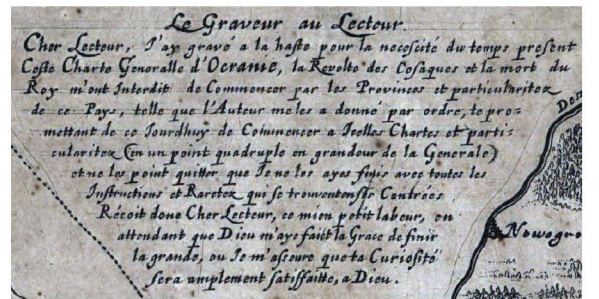 Le Graveur au Lecteur.
Cher Lecteur, J'ay gravé a la haste pour la necescité du temps present
Ceste Charte Generalle d'Ocranie, la Revolte des Cosaques et la mort du
Roy m'ont Interdit de Commencer par les Provinces et particularitez
de ce Pays, telle que l'Auteur me les a donné par ordre, te pro-
mettant de ce Jourdhuy de Comencer a Icelles Chartes et parti-
cularitez (en un point quadruple en grandeur de la Generale)
et ne les point quitter que Je ne les ayes finis avec toutes les
Instructions et Raretez qui se trouvent en ses Contrées
Récoit donc Cher Lecteur, ce mien petit labeur, en
attendant que Dieu m'aye faict la Grace de finir
la grande, ou Je m'asseure que ta Curiosité
sera amplement satisfaitte, a Dieu.
Nowogro